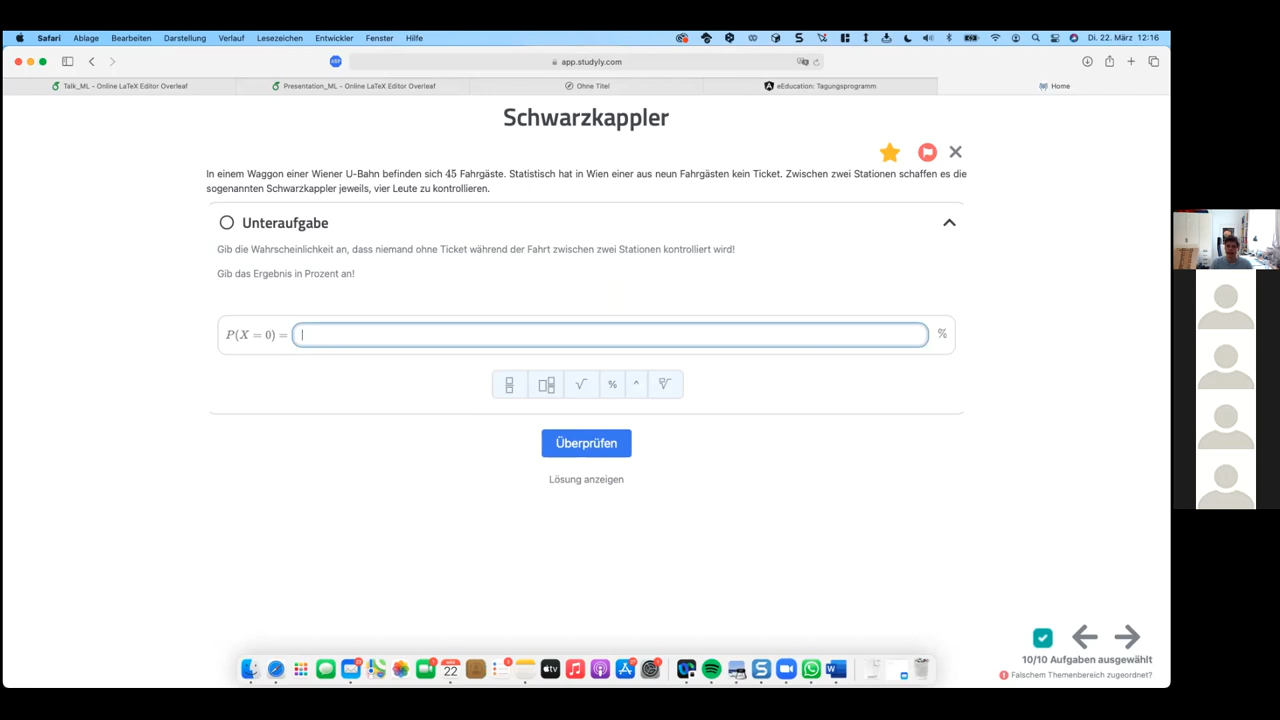 Safari Ablage Bearbeiten Darstellung Verlauf Lesezeichen Entwickler Fenster Hilfe Di. 22. März 12:16
app.studyly.com
Talk_ML - Online LaTeX Editor Overleaf Presentation_ML - Online LaTeX Editor Overleaf Ohne Titel eEducation: Tagungsprogramm Home
Schwarzkappler
In einem Waggon einer Wiener U-Bahn befinden sich 45 Fahrgäste. Statistisch hat in Wien einer aus neun Fahrgästen kein Ticket. Zwischen zwei Stationen schaffen es die
sogenannten Schwarzkappler jeweils, vier Leute zu kontrollieren.
Unteraufgabe
Gib die Wahrscheinlichkeit an, dass niemand ohne Ticket während der Fahrt zwischen zwei Stationen kontrolliert wird!
Gib das Ergebnis in Prozent an!
P(X = 0) = %
% ^
Überprüfen
Lösung anzeigen
10/10 Aufgaben ausgewählt
Falschem Themenbereich zugeordnet?
22